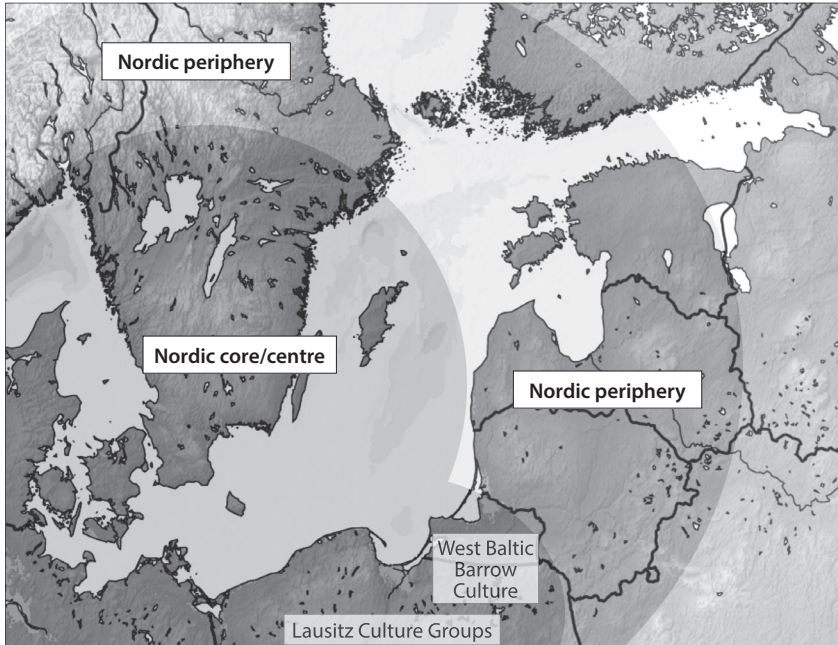 Nordic periphery
Nordic core/centre
Nordic periphery
West Baltic
Barrow
Culture
Lausitz Culture Groups